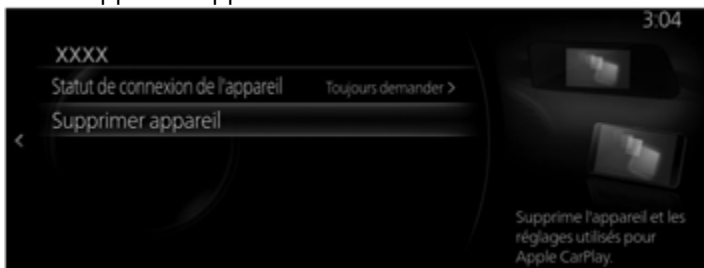 3:04
XXXX
Statut de connexion de l'appareil Toujours demander >
Supprimer appareil
<
Supprime l'appareil et les
réglages utilisés pour
Apple CarPlay.